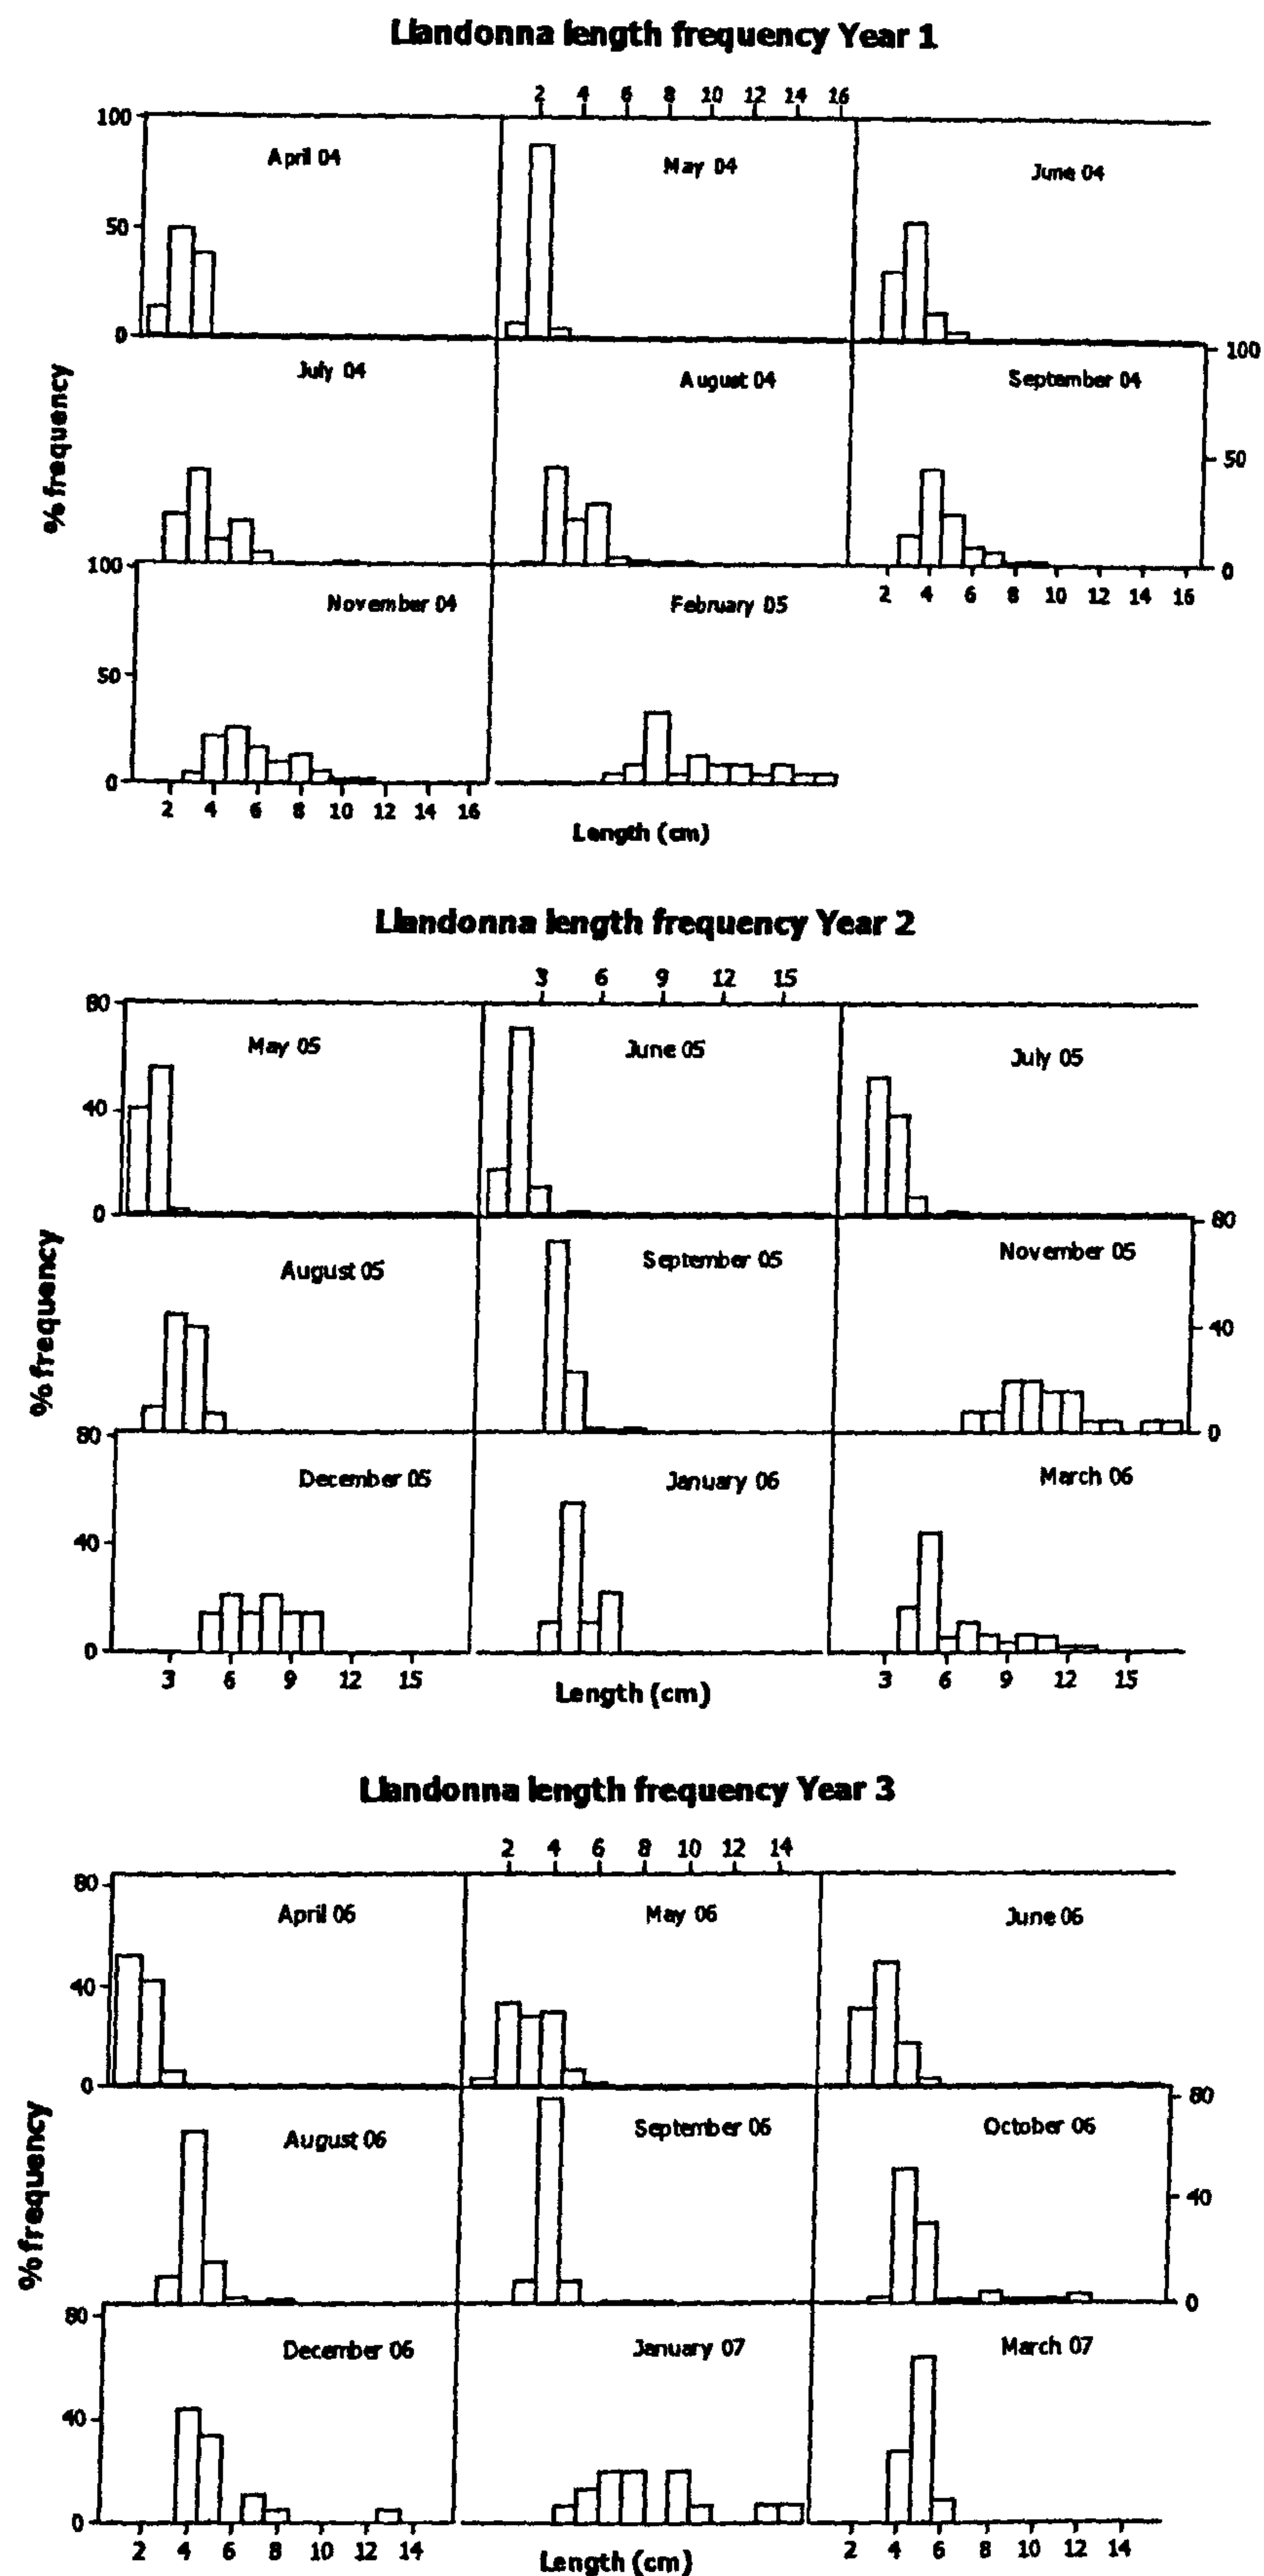 Llandonna length frequency Year 1
2 4 6 8 10 12 14 16
100 April 04 May 04 June 04
50
0
% frequency
July 04 August 04 September 04 100
50
0
100 2 4 6 8 10 12 14 16
November 04 February 05
50
0
2 4 6 8 10 12 14 16
Length (cm)
Llandonna length frequency Year 2
3 6 9 12 15
80
May 05 June 05 July 05
40
0
% frequency
August 05 September 05 November 05 80
40
0
80
December 05 January 06 March 06
40
0
3 6 9 12 15 3 6 9 12 15
Length (cm)
Llandonna length frequency Year 3
2 4 6 8 10 12 14
80
April 06 May 06 June 06
40
0
% frequency
August 06 September 06 October 06 80
40
0
80
December 06 January 07 March 07
40
0
2 4 6 8 10 12 14 2 4 6 8 10 12 14
Length (cm)